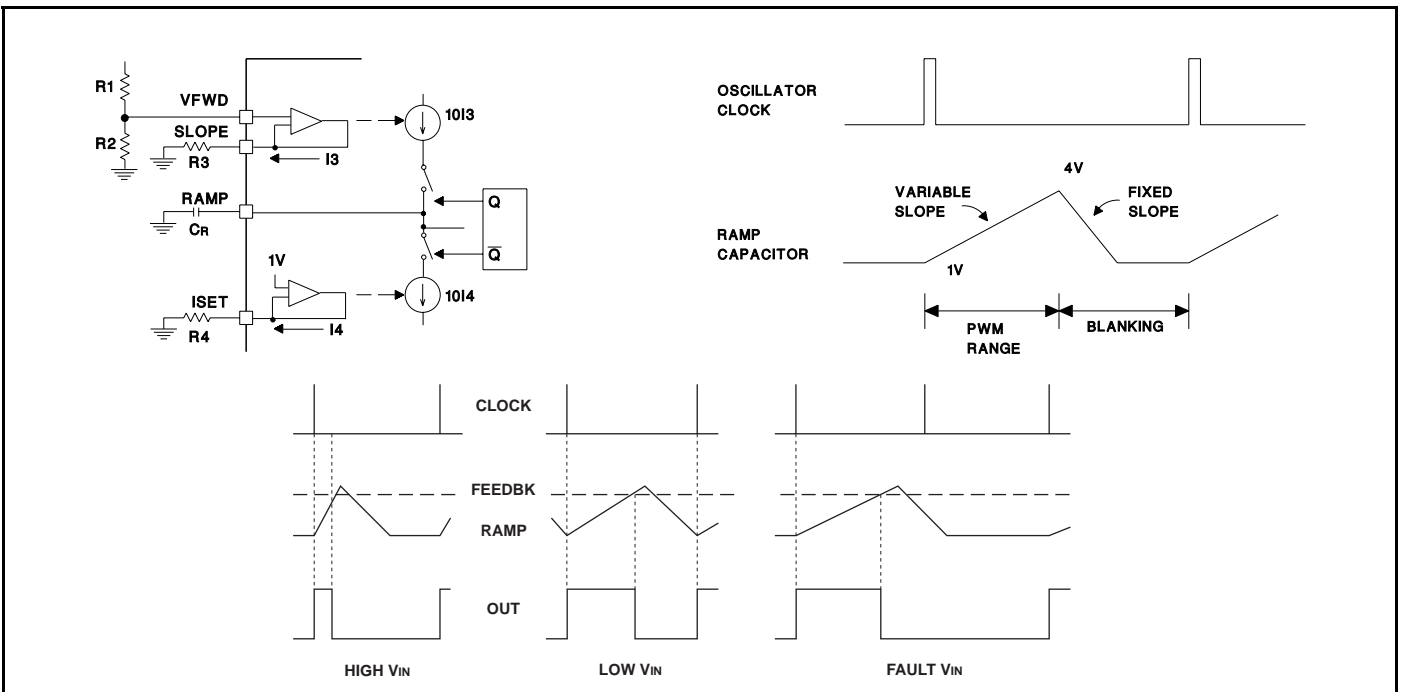 R1
VFWD
10I3
SLOPE
R2
R3
I3
RAMP
Q
CR
Q̅
1V
ISET
10I4
R4
I4
OSCILLATOR
CLOCK
4V
VARIABLE
SLOPE
FIXED
SLOPE
RAMP
CAPACITOR
1V
PWM
RANGE
BLANKING
CLOCK
FEEDBK
RAMP
OUT
HIGH VIN
LOW VIN
FAULT VIN